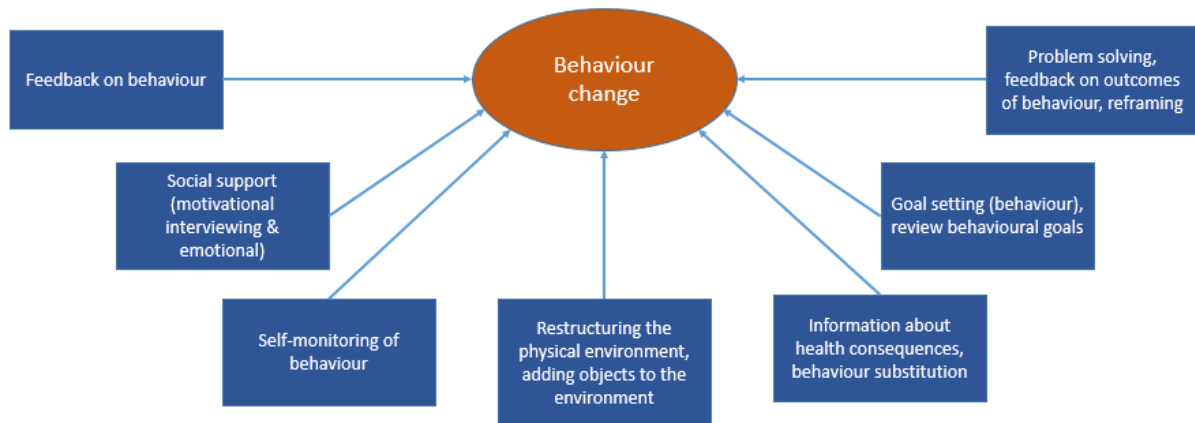 Behaviour
change
Feedback on behaviour
Problem solving,
feedback on outcomes
of behaviour, reframing
Social support
(motivational
interviewing &
emotional)
Goal setting (behaviour),
review behavioural goals
Self-monitoring of
behaviour
Restructuring the
physical environment,
adding objects to the
environment
Information about
health consequences,
behaviour substitution